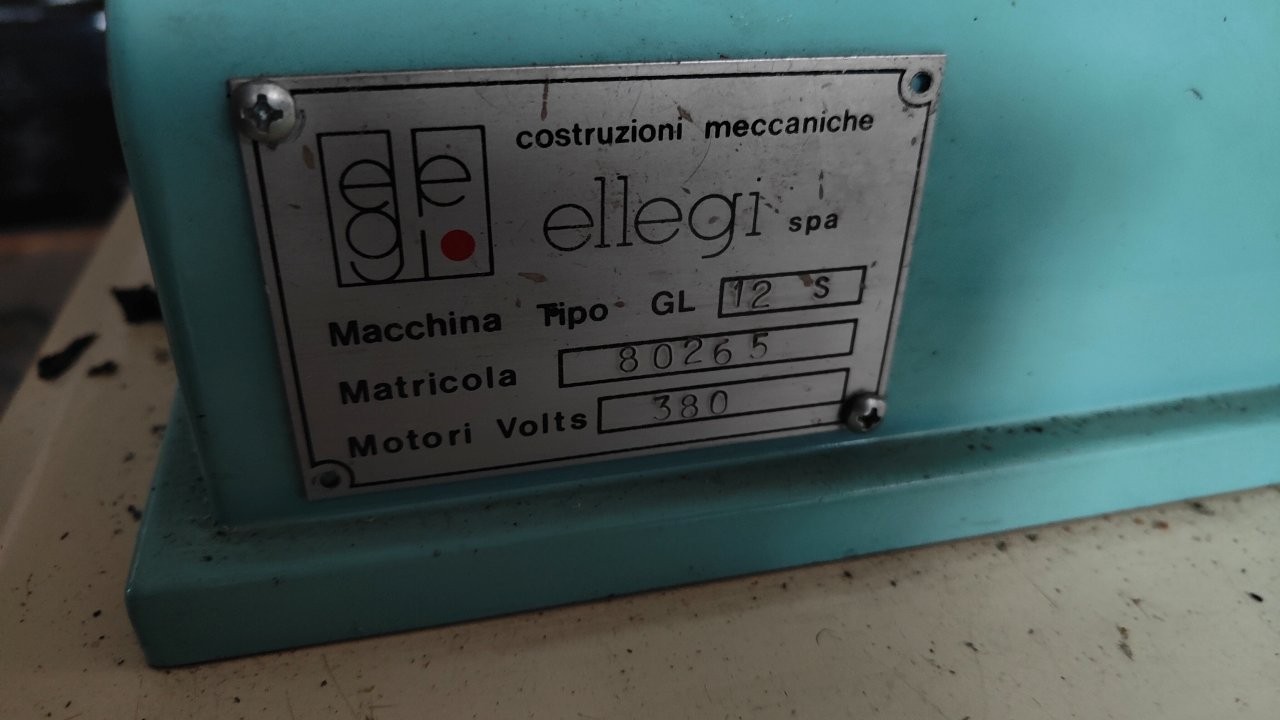 costruzioni meccaniche
ellegi spa
Macchina Tipo GL 12 S
Matricola 80265
Motori Volts 380